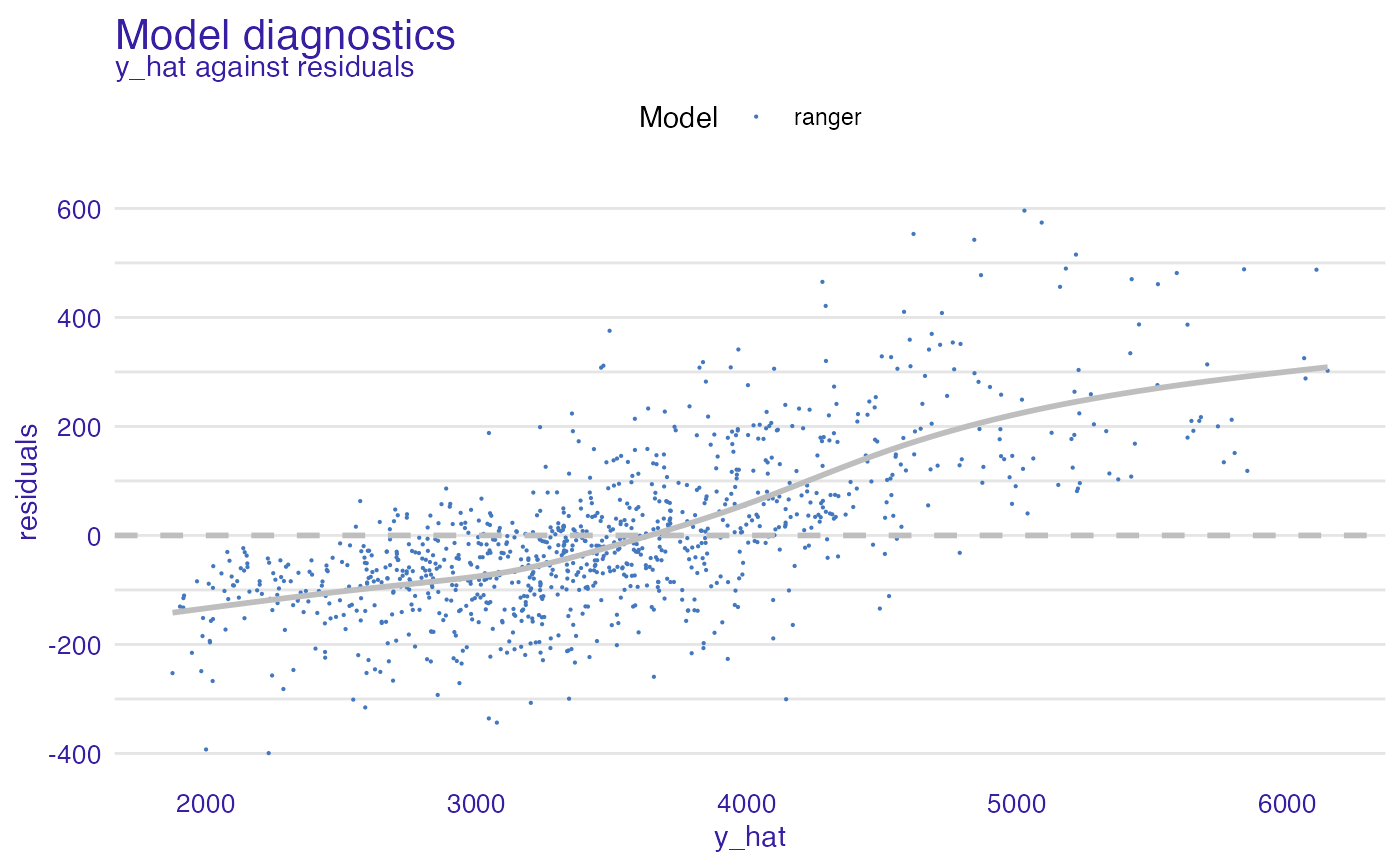 Model diagnostics
y_hat against residuals
Model ranger
600
400
200
0
-200
-400
residuals
2000 3000 4000 5000 6000
y_hat